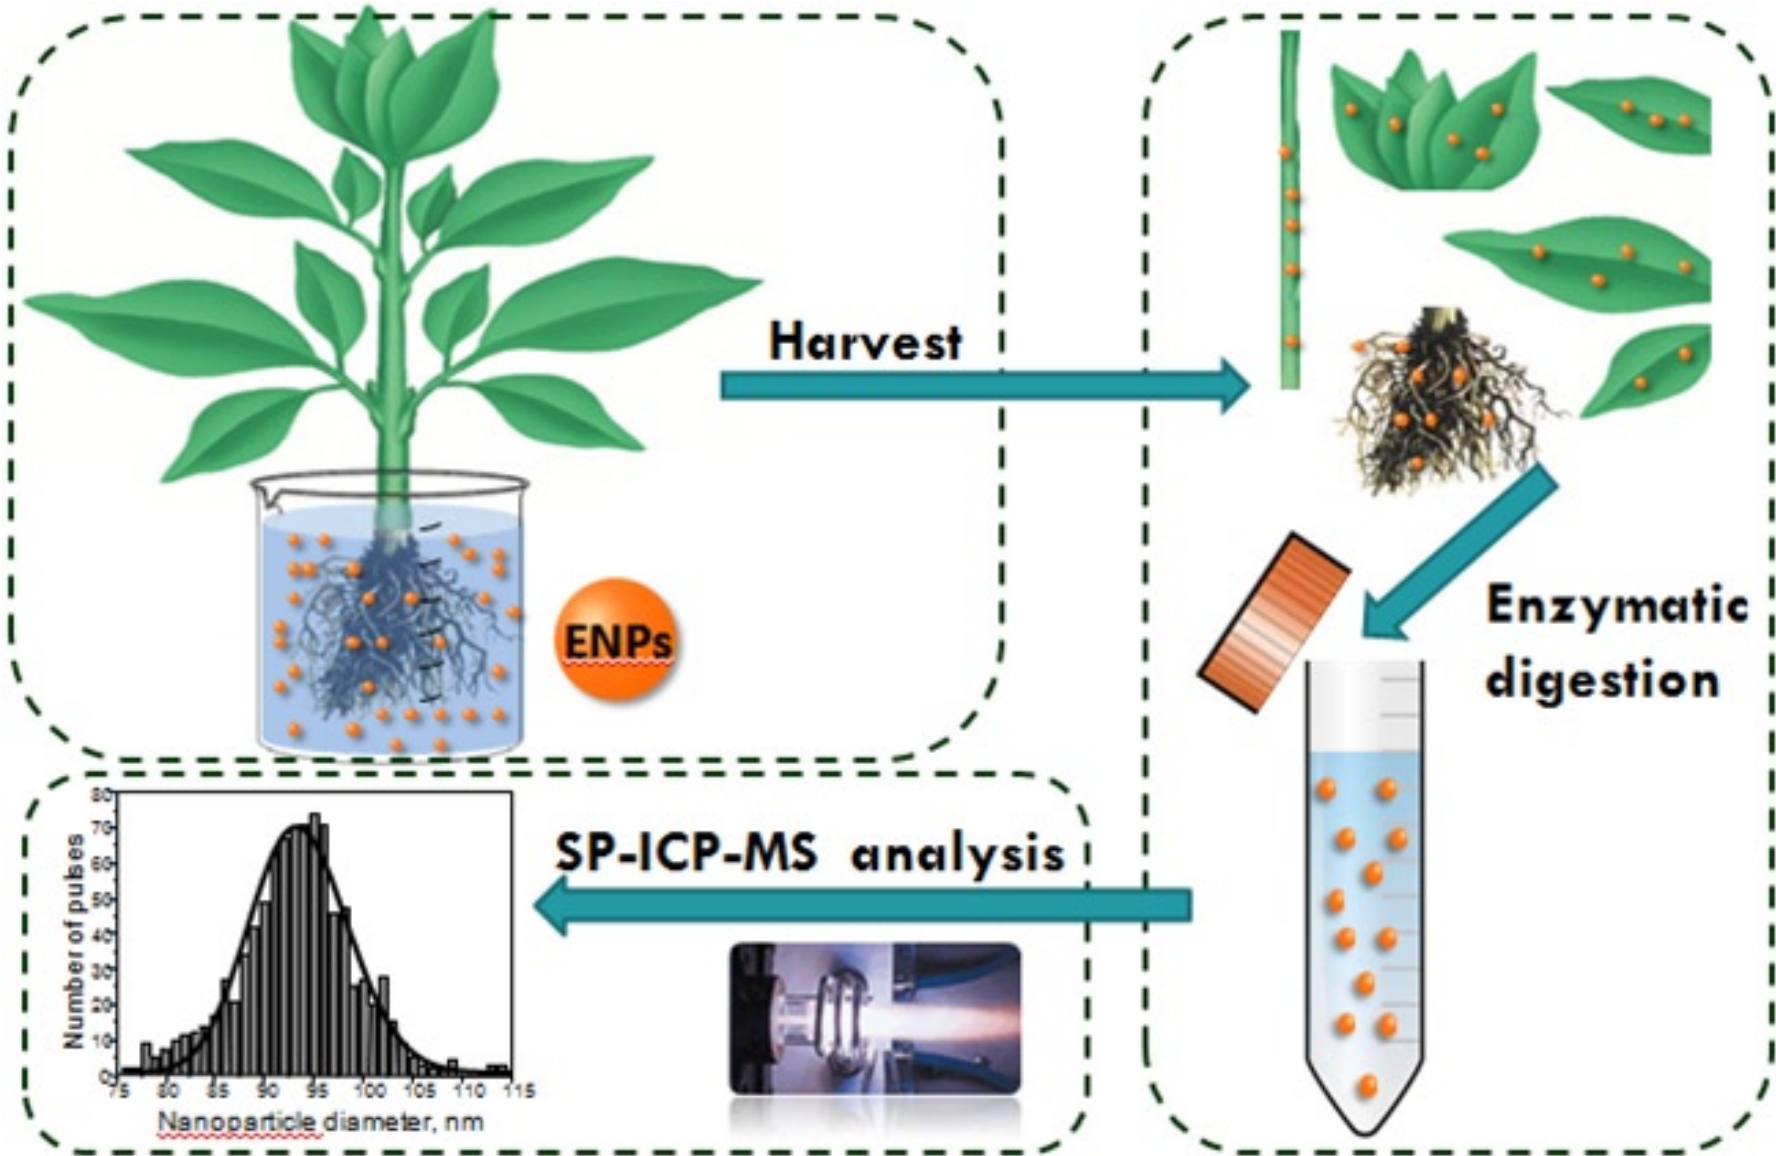 Harvest
ENPs
Enzymatic
digestion
SP-ICP-MS analysis
Number of pulses
80
70
60
50
40
30
20
10
0
75 80 85 90 95 100 105 110 115
Nanoparticle diameter, nm